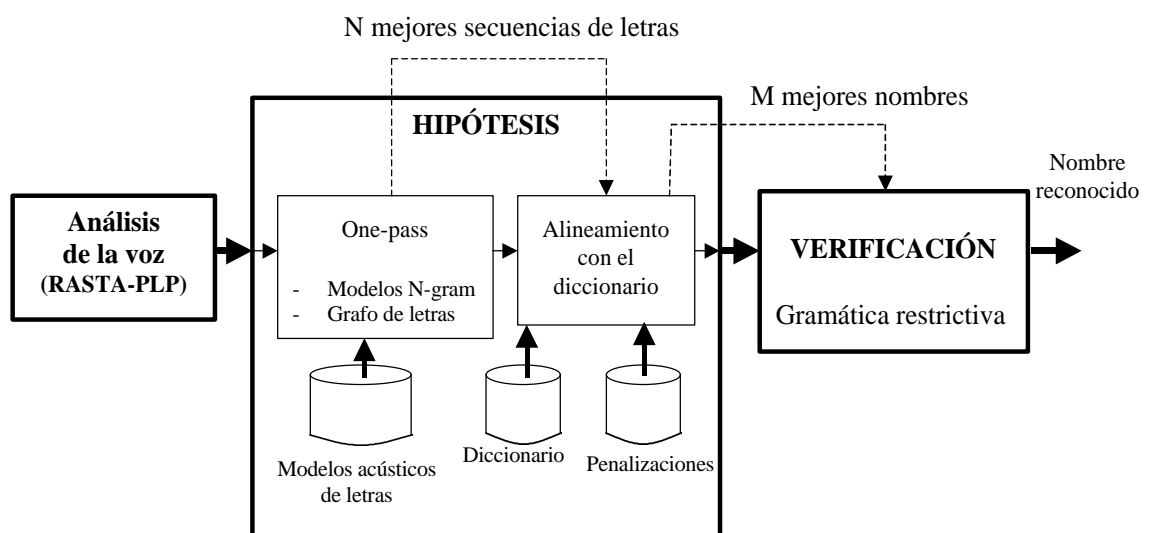 N mejores secuencias de letras
M mejores nombres
HIPÓTESIS
Nombre
reconocido
Análisis
de la voz
(RASTA-PLP)
One-pass
- Modelos N-gram
- Grafo de letras
Alineamiento
con el
diccionario
VERIFICACIÓN
Gramática restrictiva
Modelos acústicos
de letras
Diccionario
Penalizaciones